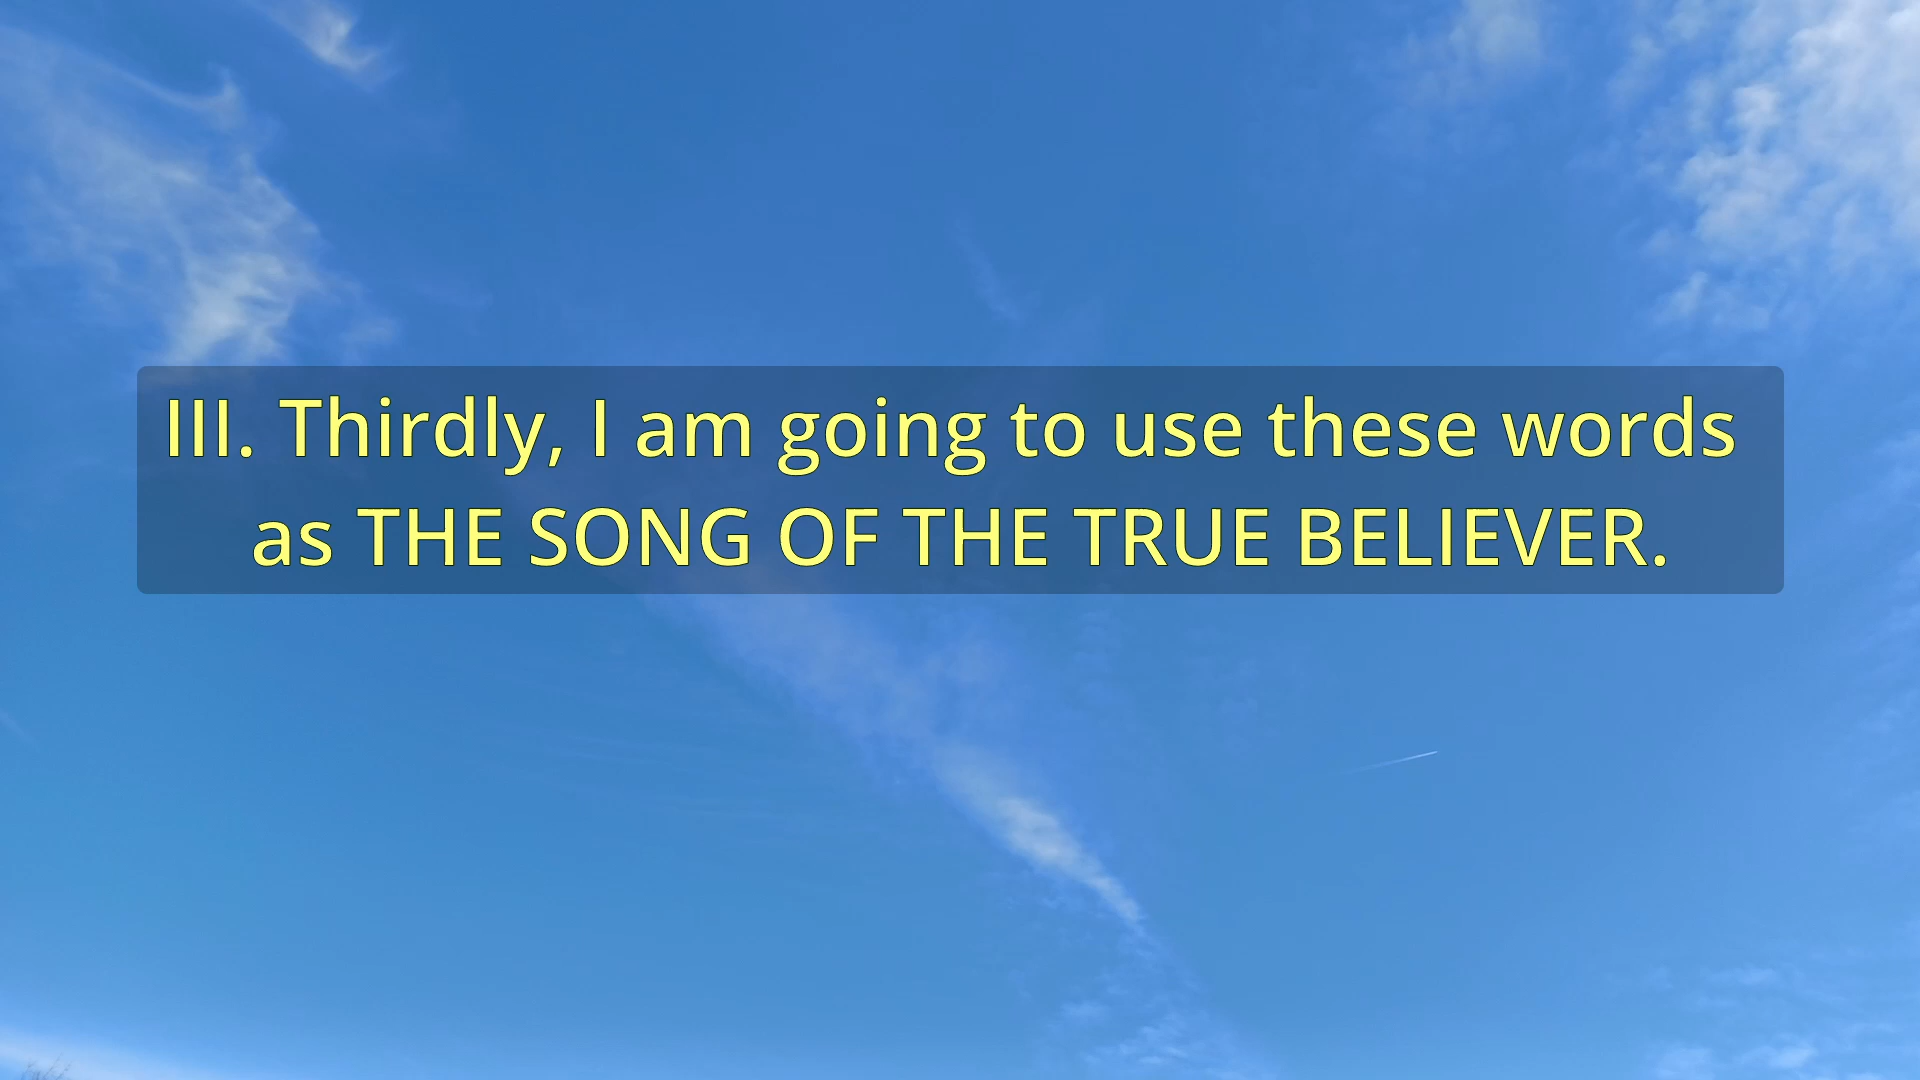 III. Thirdly, I am going to use these words
as THE SONG OF THE TRUE BELIEVER.